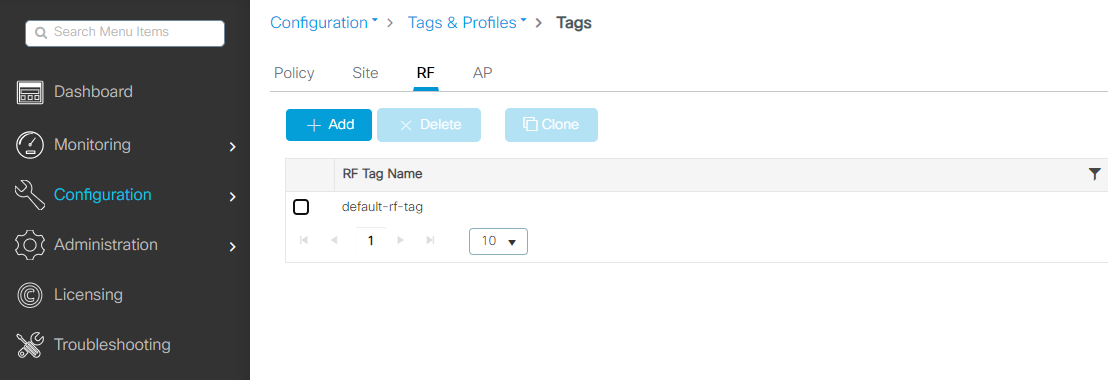 Search Menu Items
Dashboard
Monitoring
Configuration
Administration
Licensing
Troubleshooting
Configuration > Tags & Profiles > Tags
Policy Site RF AP
+ Add × Delete Clone
RF Tag Name
default-rf-tag
1 10